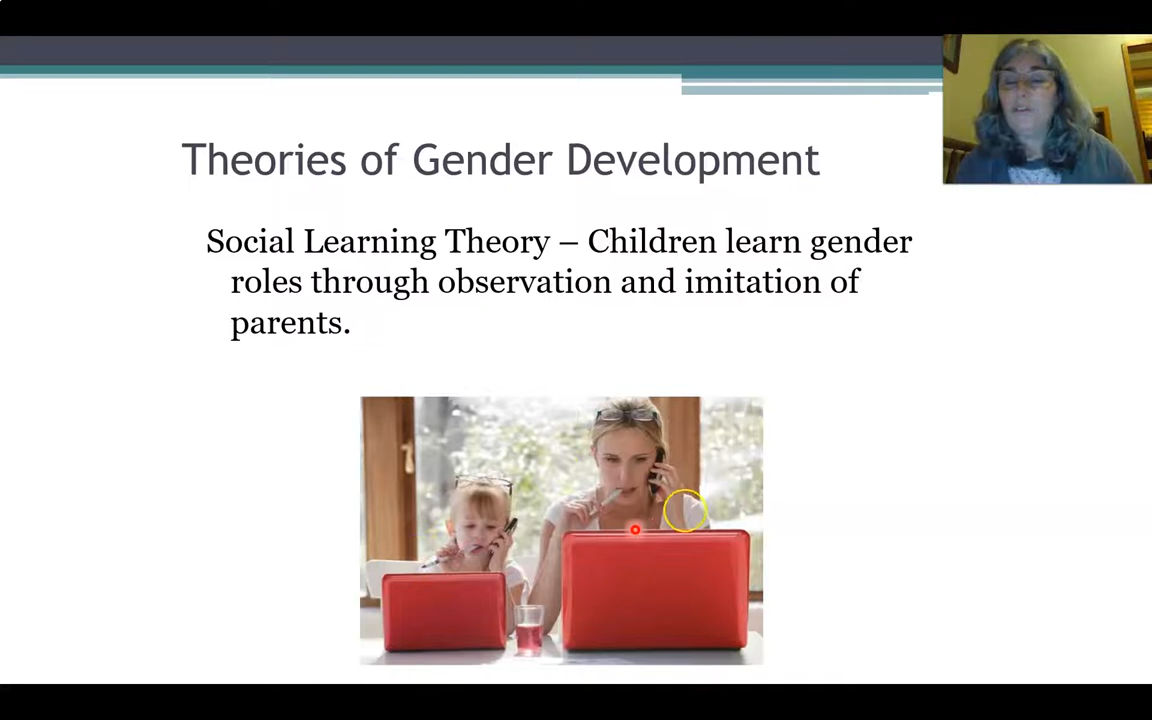 Theories of Gender Development
Social Learning Theory – Children learn gender
roles through observation and imitation of
parents.